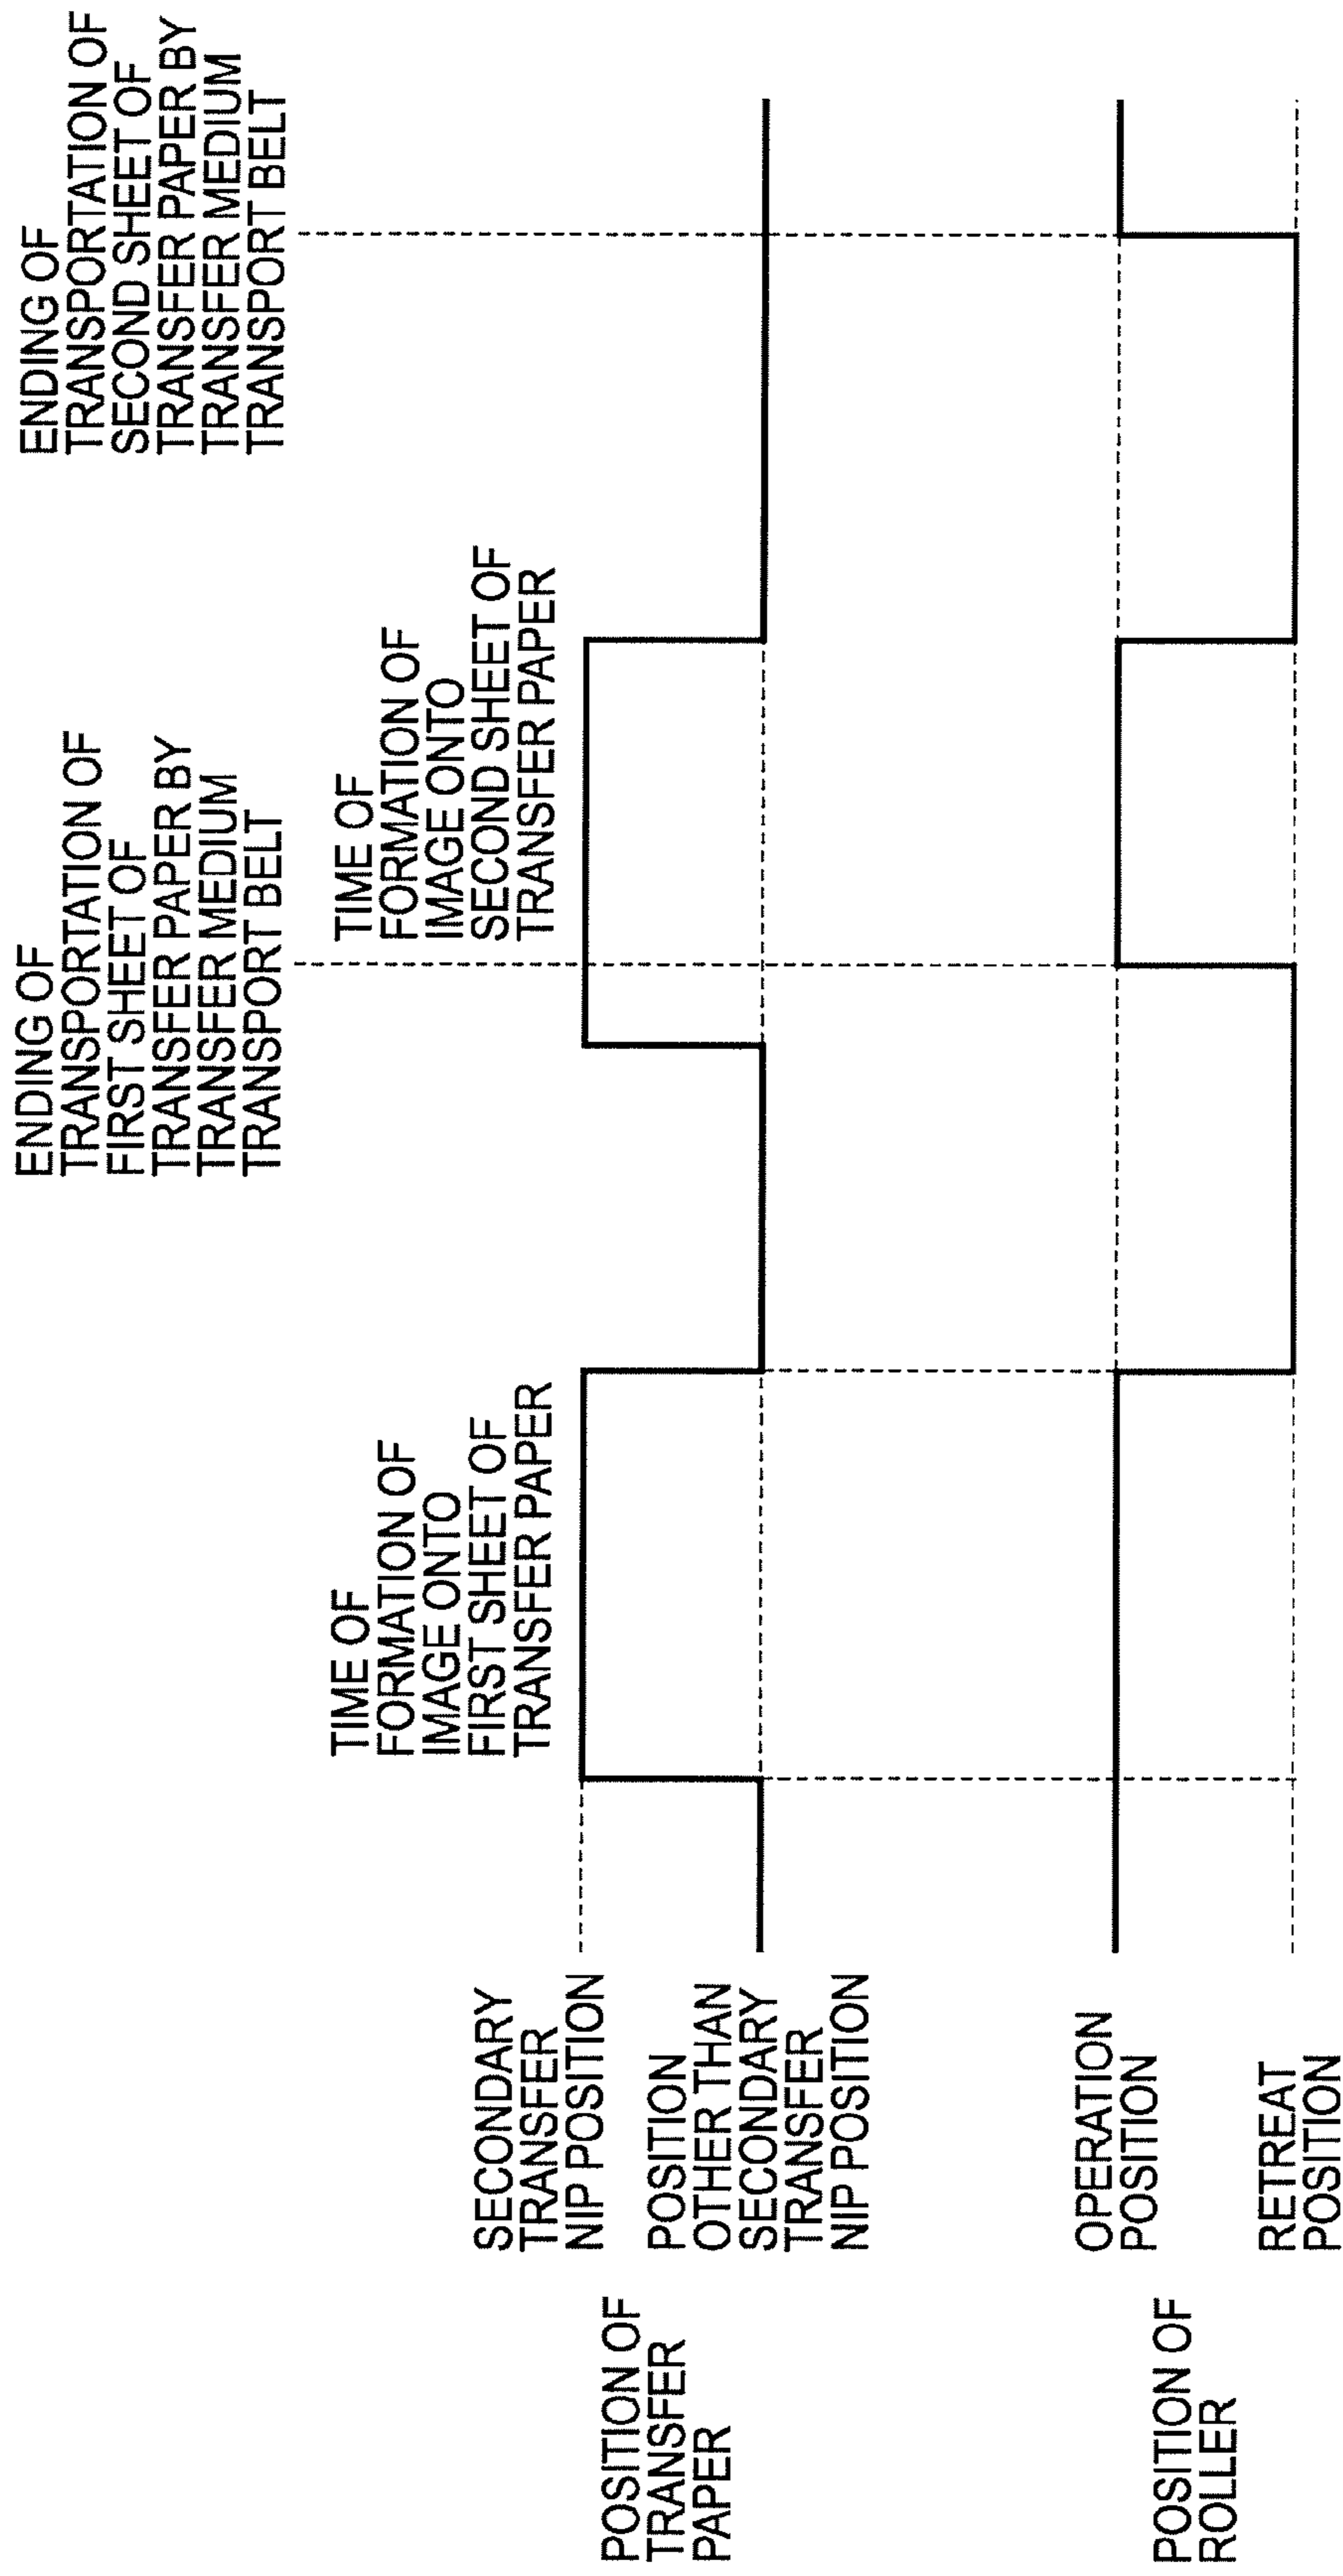 ENDING OF
TRANSPORTATION OF
FIRST SHEET OF
TRANSFER PAPER BY
TRANSFER MEDIUM
TRANSPORT BELT
ENDING OF
TRANSPORTATION OF
SECOND SHEET OF
TRANSFER PAPER BY
TRANSFER MEDIUM
TRANSPORT BELT
TIME OF
FORMATION OF
IMAGE ONTO
FIRST SHEET OF
TRANSFER PAPER
TIME OF
FORMATION OF
IMAGE ONTO
SECOND SHEET OF
TRANSFER PAPER
POSITION OF
TRANSFER
PAPER
SECONDARY
TRANSFER
NIP POSITION
POSITION
OTHER THAN
SECONDARY
TRANSFER
NIP POSITION
POSITION OF
ROLLER
OPERATION
POSITION
RETREAT
POSITION